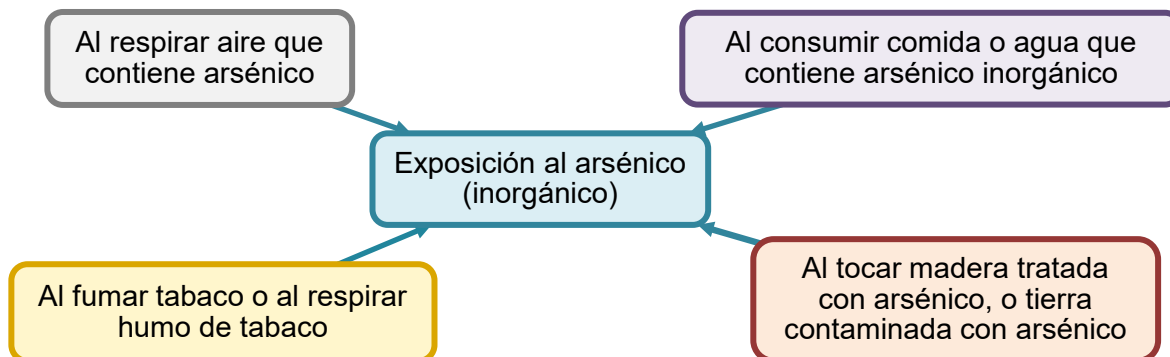 Al respirar aire que
contiene arsénico
Al consumir comida o agua que
contiene arsénico inorgánico
Exposición al arsénico
(inorgánico)
Al fumar tabaco o al respirar
humo de tabaco
Al tocar madera tratada
con arsénico, o tierra
contaminada con arsénico